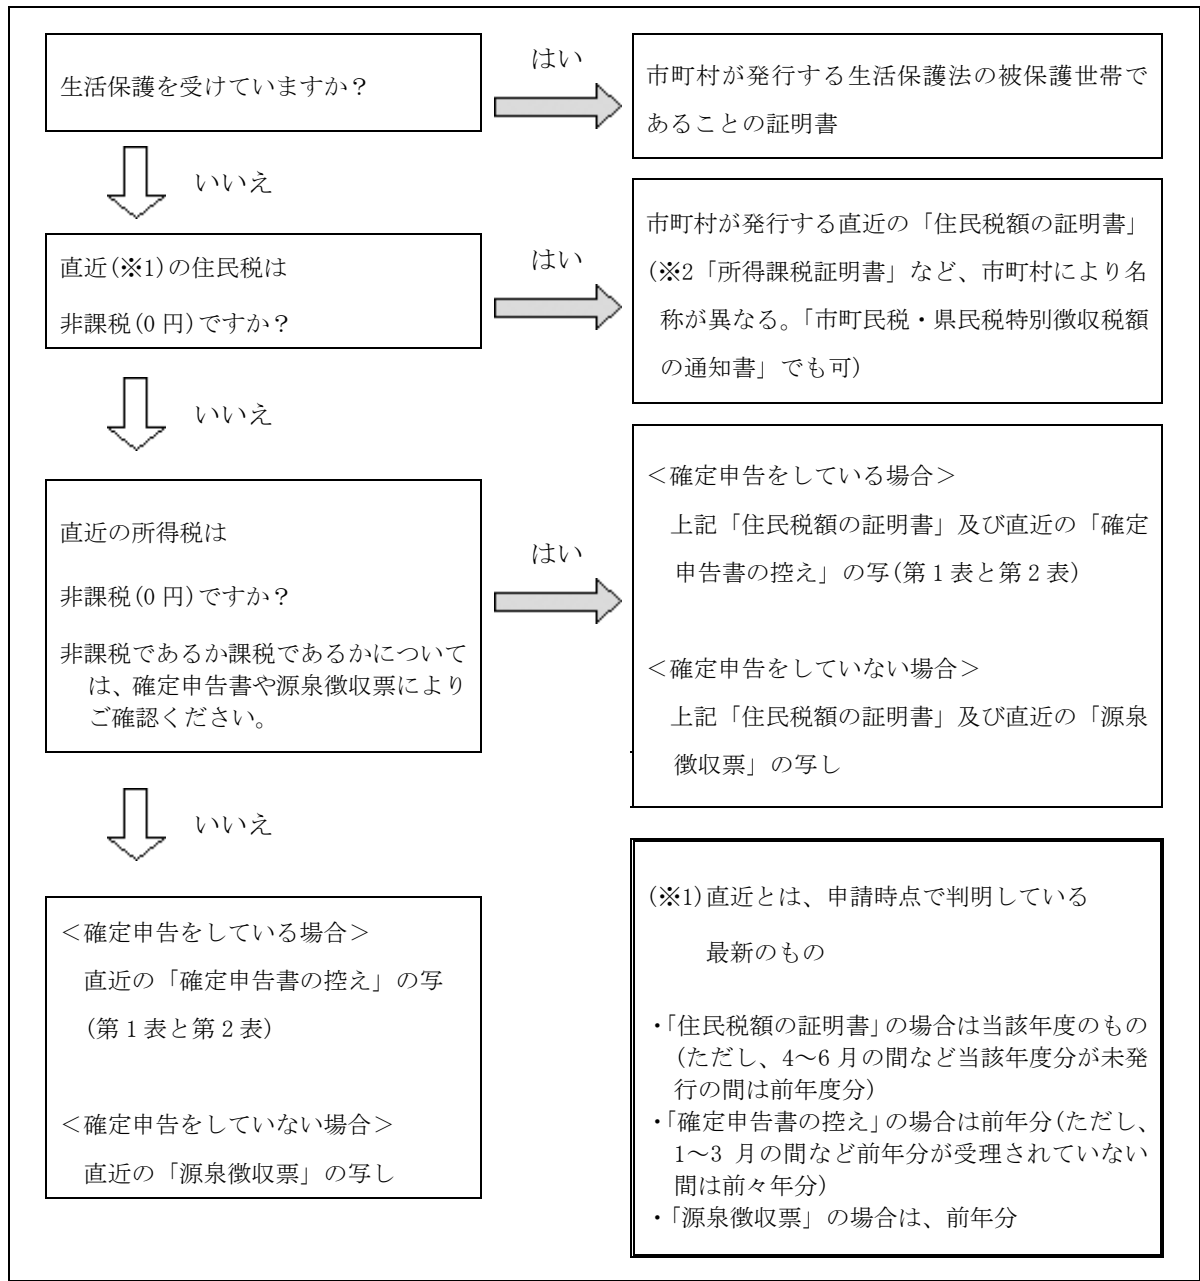 生活保護を受けていますか？
はい
市町村が発行する生活保護法の被保護世帯で
あることの証明書
いいえ
直近(※1)の住民税は
非課税(0 円)ですか？
はい
市町村が発行する直近の「住民税額の証明書」
(※2「所得課税証明書」など、市町村により名
称が異なる。「市町民税・県民税特別徴収税額
の通知書」でも可)
いいえ
直近の所得税は
非課税(0 円)ですか？
非課税であるか課税であるかについて
は、確定申告書や源泉徴収票により
ご確認ください。
はい
＜確定申告をしている場合＞
上記「住民税額の証明書」及び直近の「確定
申告書の控え」の写(第 1 表と第 2 表)
＜確定申告をしていない場合＞
上記「住民税額の証明書」及び直近の「源泉
徴収票」の写し
いいえ
＜確定申告をしている場合＞
直近の「確定申告書の控え」の写
(第 1 表と第 2 表)
＜確定申告をしていない場合＞
直近の「源泉徴収票」の写し
(※1)直近とは、申請時点で判明している
最新のもの
・「住民税額の証明書」の場合は当該年度のもの
(ただし、4～6 月の間など当該年度分が未発
行の間は前年度分)
・「確定申告書の控え」の場合は前年分(ただし、
1～3 月の間など前年分が受理されていない
間は前々年分)
・「源泉徴収票」の場合は、前年分